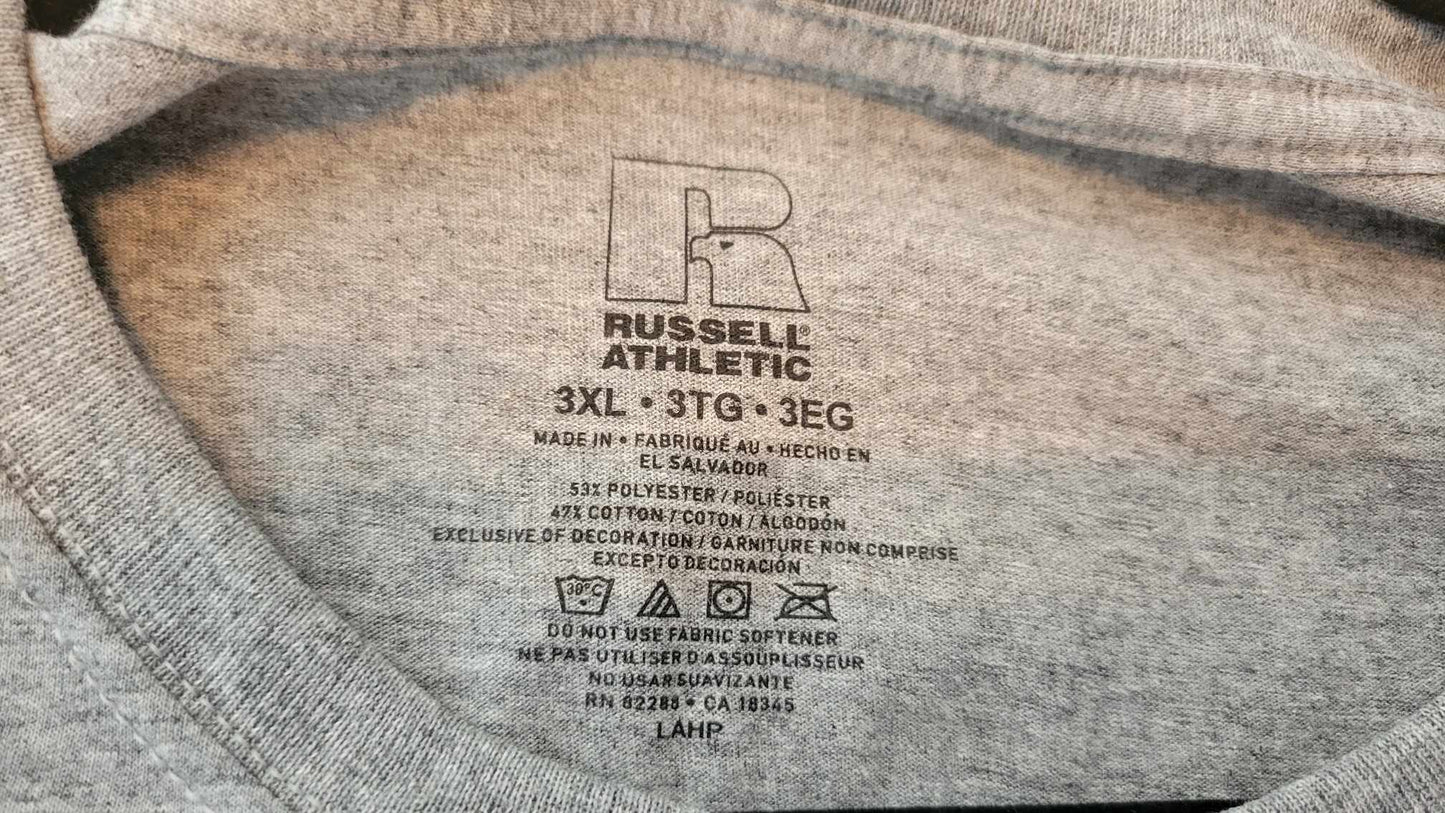 R
RUSSELL®
ATHLETIC
3XL • 3TG • 3EG
MADE IN • FABRIQUÉ AU • HECHO EN
EL SALVADOR
53% POLYESTER / POLIÉSTER
47% COTTON / COTON / ALGODÓN
EXCLUSIVE OF DECORATION / GARNITURE NON COMPRISE
EXCEPTO DECORACIÓN
30°C
DO NOT USE FABRIC SOFTENER
NE PAS UTILISER D'ASSOUPLISSEUR
NO USAR SUAVIZANTE
RN 82288 • CA 18345
LAHP